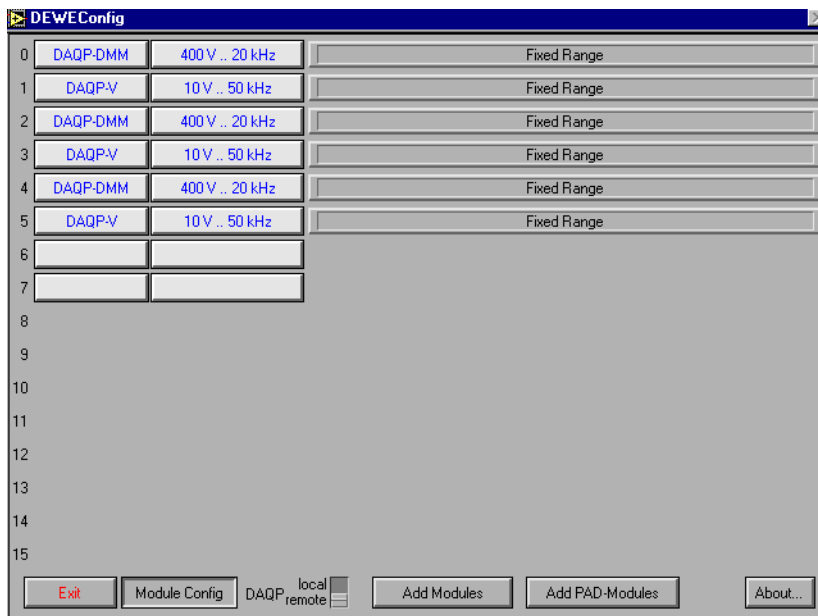 DEWEConfig
0 DAQP-DMM 400 V .. 20 kHz Fixed Range
1 DAQP-V 10 V .. 50 kHz Fixed Range
2 DAQP-DMM 400 V .. 20 kHz Fixed Range
3 DAQP-V 10 V .. 50 kHz Fixed Range
4 DAQP-DMM 400 V .. 20 kHz Fixed Range
5 DAQP-V 10 V .. 50 kHz Fixed Range
6
7
8
9
10
11
12
13
14
15
Exit Module Config DAQP local remote Add Modules Add PAD-Modules About...